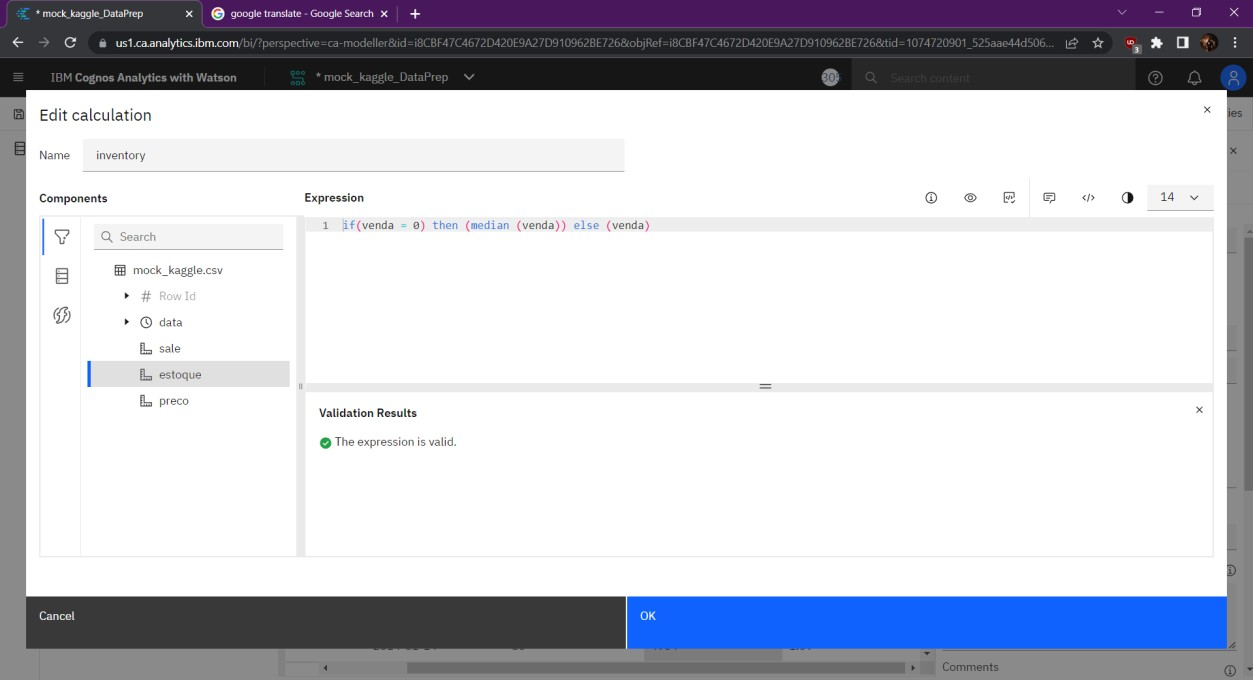 * mock_kaggle_DataPrep
google translate - Google Search
us1.ca.analytics.ibm.com/bi/?perspective=ca-modeller&id=i8CBF47C4672D420E9A27D910962BE726&objRef=i8CBF47C4672D420E9A27D910962BE726&tid=1074720901_525aae44d506...
3
IBM Cognos Analytics with Watson
* mock_kaggle_DataPrep
Search content
Edit calculation
ies
Name
inventory
Components
Expression
14
Search
1 if(venda = 0) then (median (venda)) else (venda)
mock_kaggle.csv
# Row Id
data
sale
estoque
preco
Validation Results
The expression is valid.
Cancel
OK
Comments